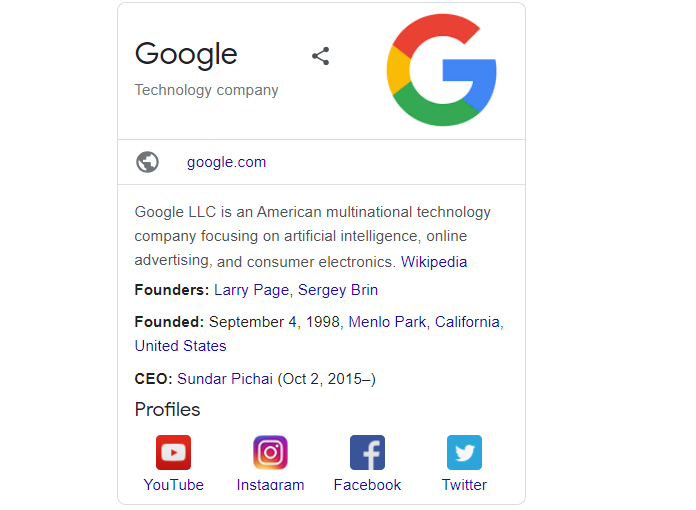 Google
Technology company
google.com
Google LLC is an American multinational technology
company focusing on artificial intelligence, online
advertising, and consumer electronics. Wikipedia
Founders: Larry Page, Sergey Brin
Founded: September 4, 1998, Menlo Park, California,
United States
CEO: Sundar Pichai (Oct 2, 2015–)
Profiles
YouTube Instagram Facebook Twitter